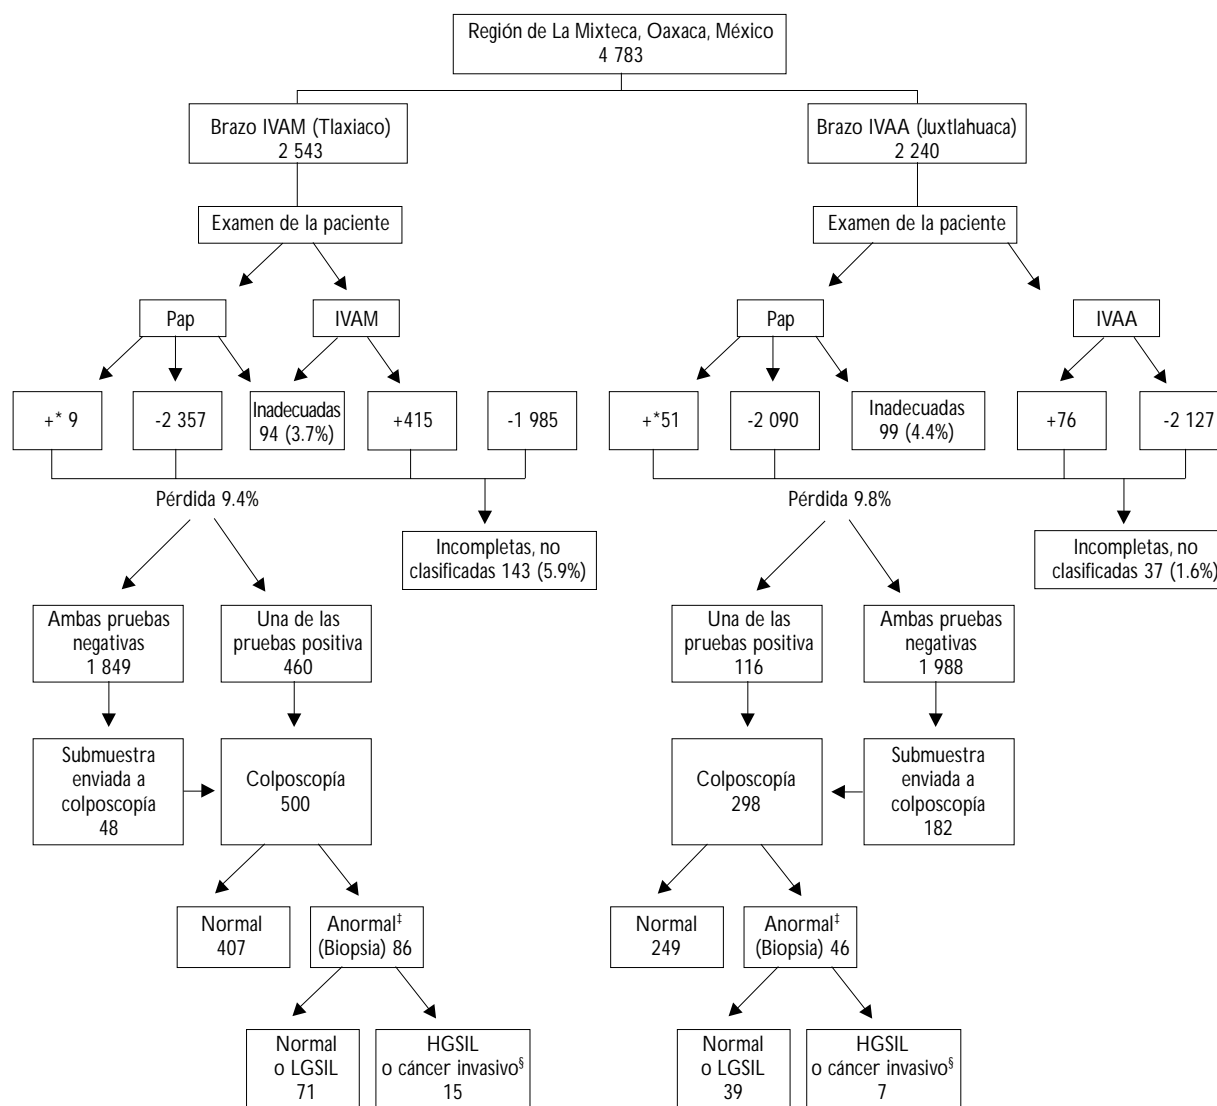 Región de La Mixteca, Oaxaca, México
4 783
Brazo IVAM (Tlaxiaco)
2 543
Brazo IVAA (Juxtlahuaca)
2 240
Examen de la paciente
Examen de la paciente
Pap
IVAM
Pap
IVAA
+* 9
-2 357
Inadecuadas
94 (3.7%)
+415
-1 985
+*51
-2 090
Inadecuadas
99 (4.4%)
+76
-2 127
Pérdida 9.4%
Pérdida 9.8%
Incompletas, no
clasificadas 143 (5.9%)
Incompletas, no
clasificadas 37 (1.6%)
Ambas pruebas
negativas
1 849
Una de las
pruebas positiva
460
Una de las
pruebas positiva
116
Ambas pruebas
negativas
1 988
Submuestra
enviada a
colposcopía
48
Colposcopía
500
Colposcopía
298
Submuestra
enviada a
colposcopía
182
Normal
407
Anormal‡
(Biopsia) 86
Normal
249
Anormal‡
(Biopsia) 46
Normal
o LGSIL
71
HGSIL
o cáncer invasivo§
15
Normal
o LGSIL
39
HGSIL
o cáncer invasivo§
7